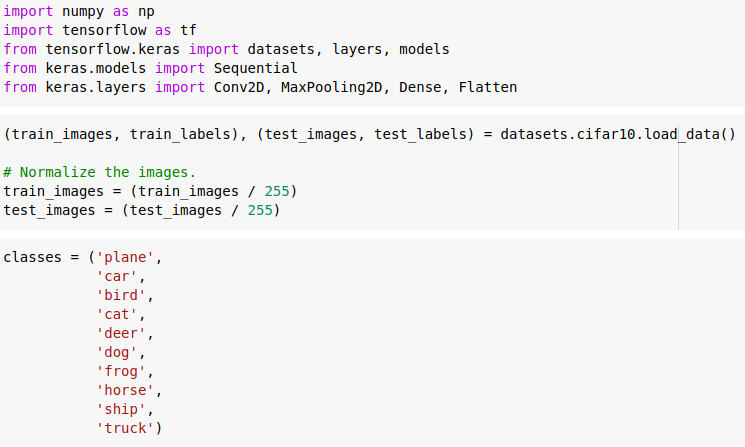 import numpy as np
import tensorflow as tf
from tensorflow.keras import datasets, layers, models
from keras.models import Sequential
from keras.layers import Conv2D, MaxPooling2D, Dense, Flatten
(train_images, train_labels), (test_images, test_labels) = datasets.cifar10.load_data()
# Normalize the images.
train_images = (train_images / 255)
test_images = (test_images / 255)
classes = ('plane',
'car',
'bird',
'cat',
'deer',
'dog',
'frog',
'horse',
'ship',
'truck')